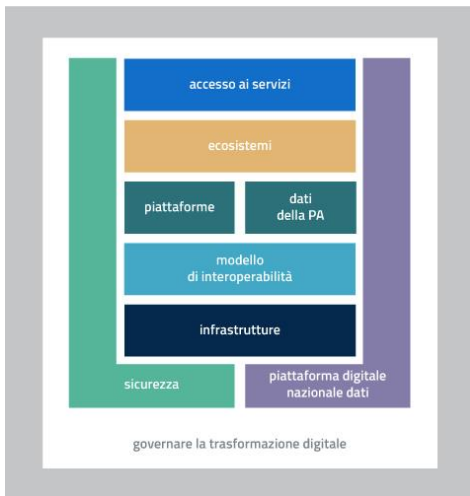 accesso ai servizi
ecosistemi
piattaforme
dati
della PA
modello
di interoperabilità
infrastrutture
sicurezza
piattaforma digitale
nazionale dati
governare la trasformazione digitale